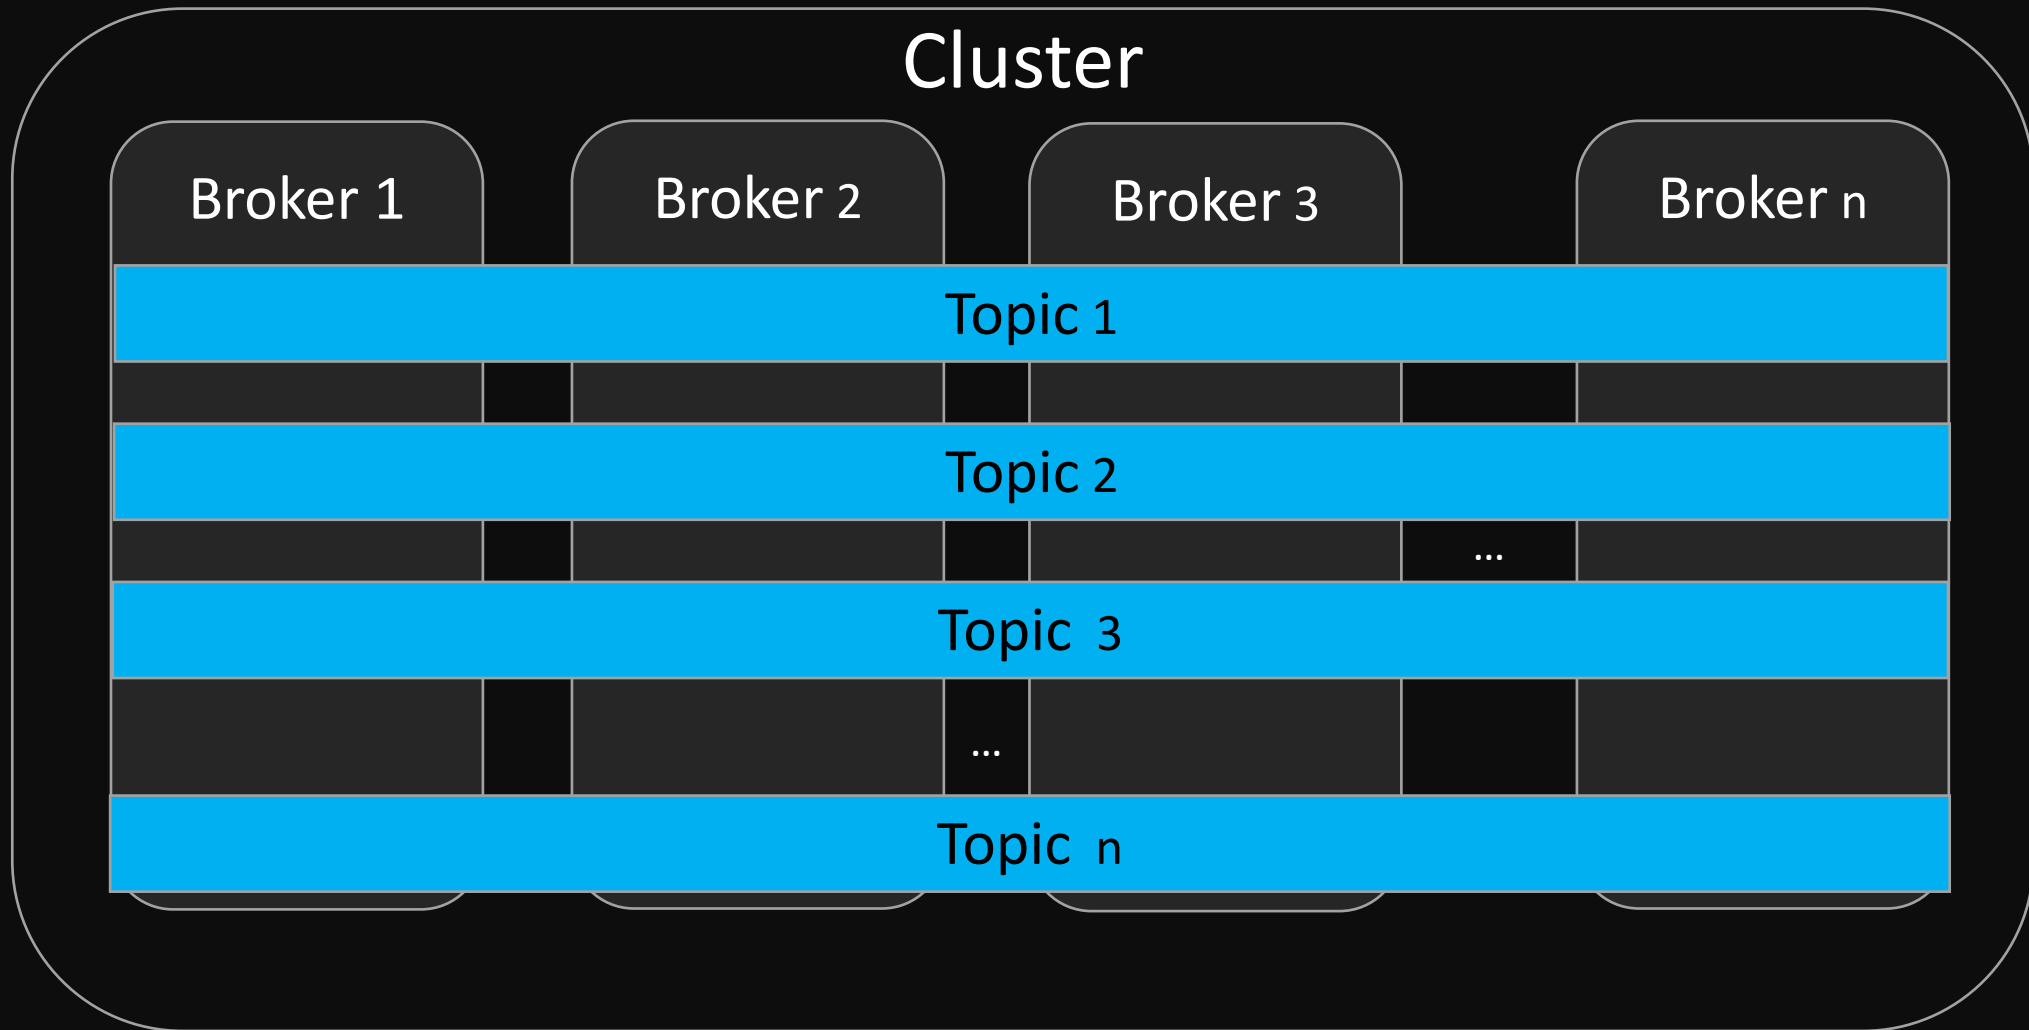 Cluster
Broker 1
Broker 2
Broker 3
Broker n
Topic 1
Topic 2
...
Topic 3
...
Topic n